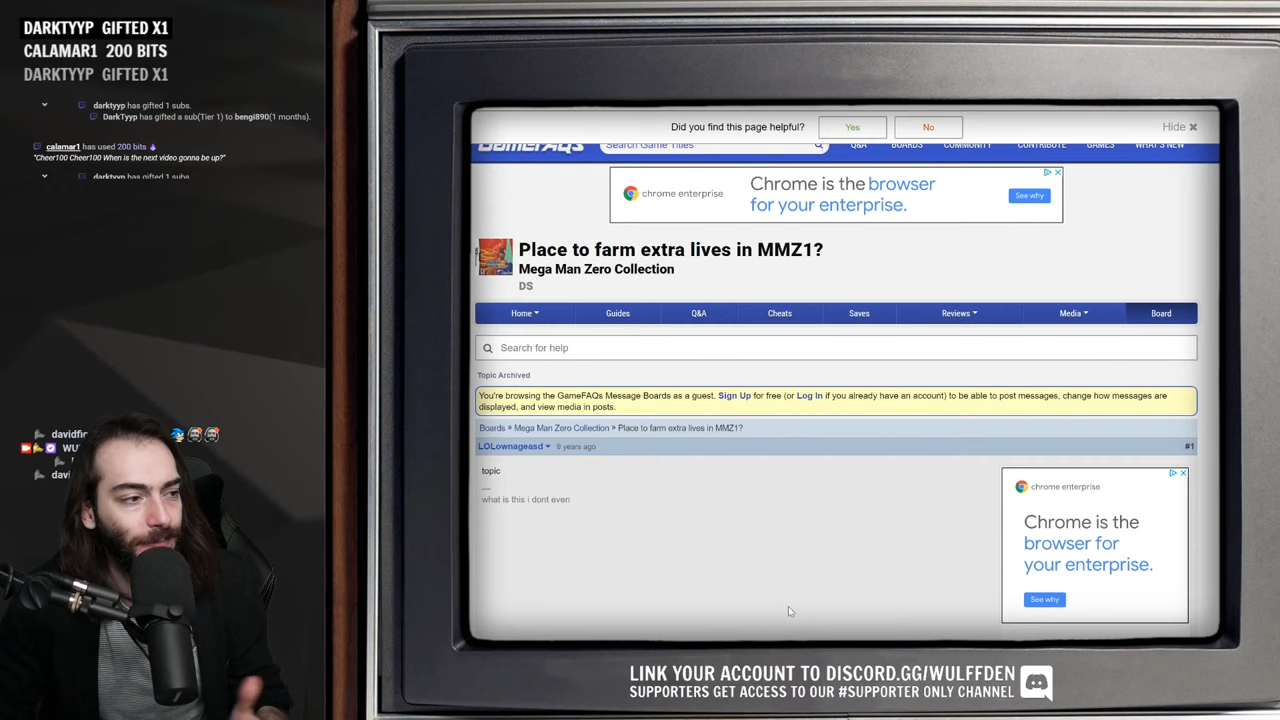 DARKTYYP GIFTED X1
CALAMAR1 200 BITS
DARKTYYP GIFTED X1
darktyyp has gifted 1 subs.
DarkTyyp has gifted a sub(Tier 1) to bengi890(1 months).
calamar1 has used 200 bits
"Cheer100 Cheer100 When is the next video gonna be up?"
darktyyp has gifted 1 subs
davidfi
WU
davi
Did you find this page helpful? Yes No Hide
GameFAQs Search Game Titles Q&A BOARDS COMMUNITY CONTRIBUTE GAMES WHAT'S NEW
chrome enterprise
Chrome is the browser
for your enterprise.
See why
Place to farm extra lives in MMZ1?
Mega Man Zero Collection
DS
Home Guides Q&A Cheats Saves Reviews Media Board
Search for help
Topic Archived
You're browsing the GameFAQs Message Boards as a guest. Sign Up for free (or Log In if you already have an account) to be able to post messages, change how messages are
displayed, and view media in posts.
Boards » Mega Man Zero Collection » Place to farm extra lives in MMZ1?
LOLownageasd 9 years ago #1
topic
---
what is this i dont even
chrome enterprise
Chrome is the
browser for
your enterprise.
See why
LINK YOUR ACCOUNT TO DISCORD.GG/WULFFDEN
SUPPORTERS GET ACCESS TO OUR #SUPPORTER ONLY CHANNEL